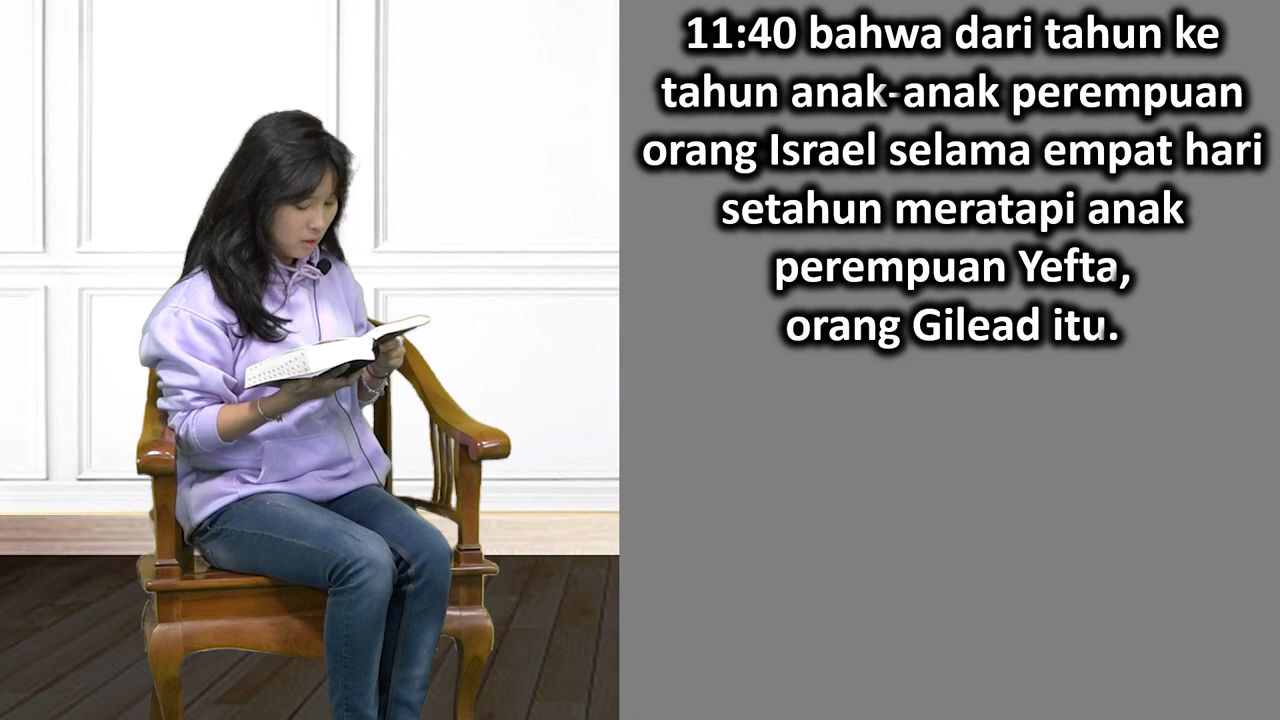 11:40 bahwa dari tahun ke
tahun anak-anak perempuan
orang Israel selama empat hari
setahun meratapi anak
perempuan Yefta,
orang Gilead itu.